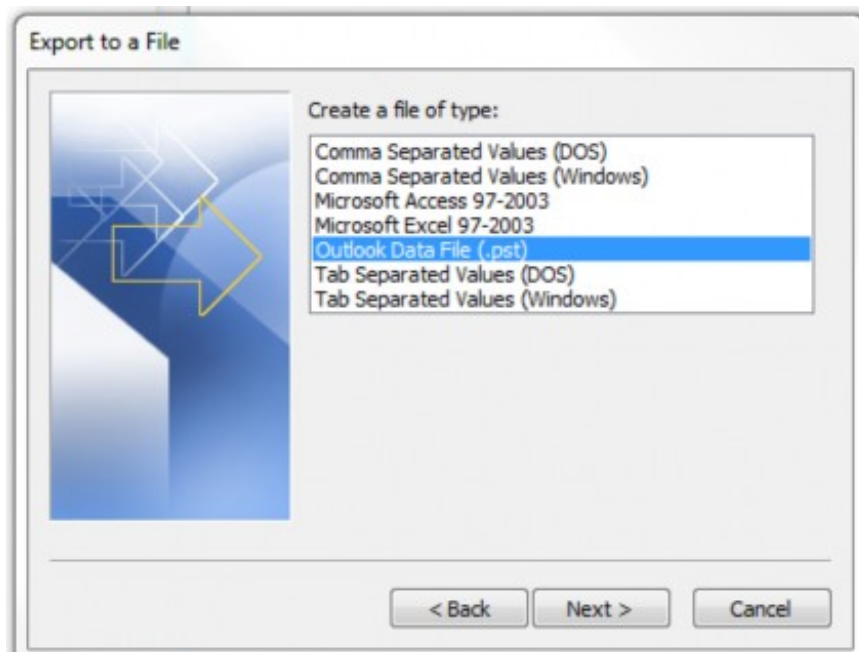 Export to a File
Create a file of type:
Comma Separated Values (DOS)
Comma Separated Values (Windows)
Microsoft Access 97-2003
Microsoft Excel 97-2003
Outlook Data File (.pst)
Tab Separated Values (DOS)
Tab Separated Values (Windows)
< Back Next > Cancel